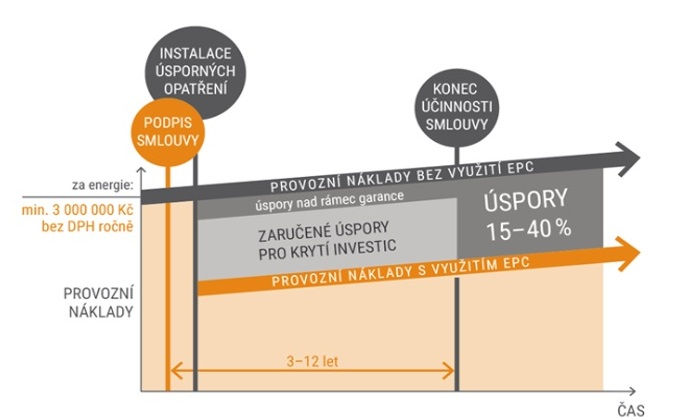 INSTALACE
ÚSPORNÝCH
OPATŘENÍ
PODPIS
SMLOUVY
KONEC
ÚČINNOSTI
SMLOUVY
za energie:
min. 3 000 000 Kč
bez DPH ročně
PROVOZNÍ NÁKLADY BEZ VYUŽITÍ EPC
úspory nad rámec garance
ÚSPORY
15–40 %
ZARUČENÉ ÚSPORY
PRO KRYTÍ INVESTIC
PROVOZNÍ NÁKLADY S VYUŽITÍM EPC
PROVOZNÍ
NÁKLADY
3–12 let
ČAS